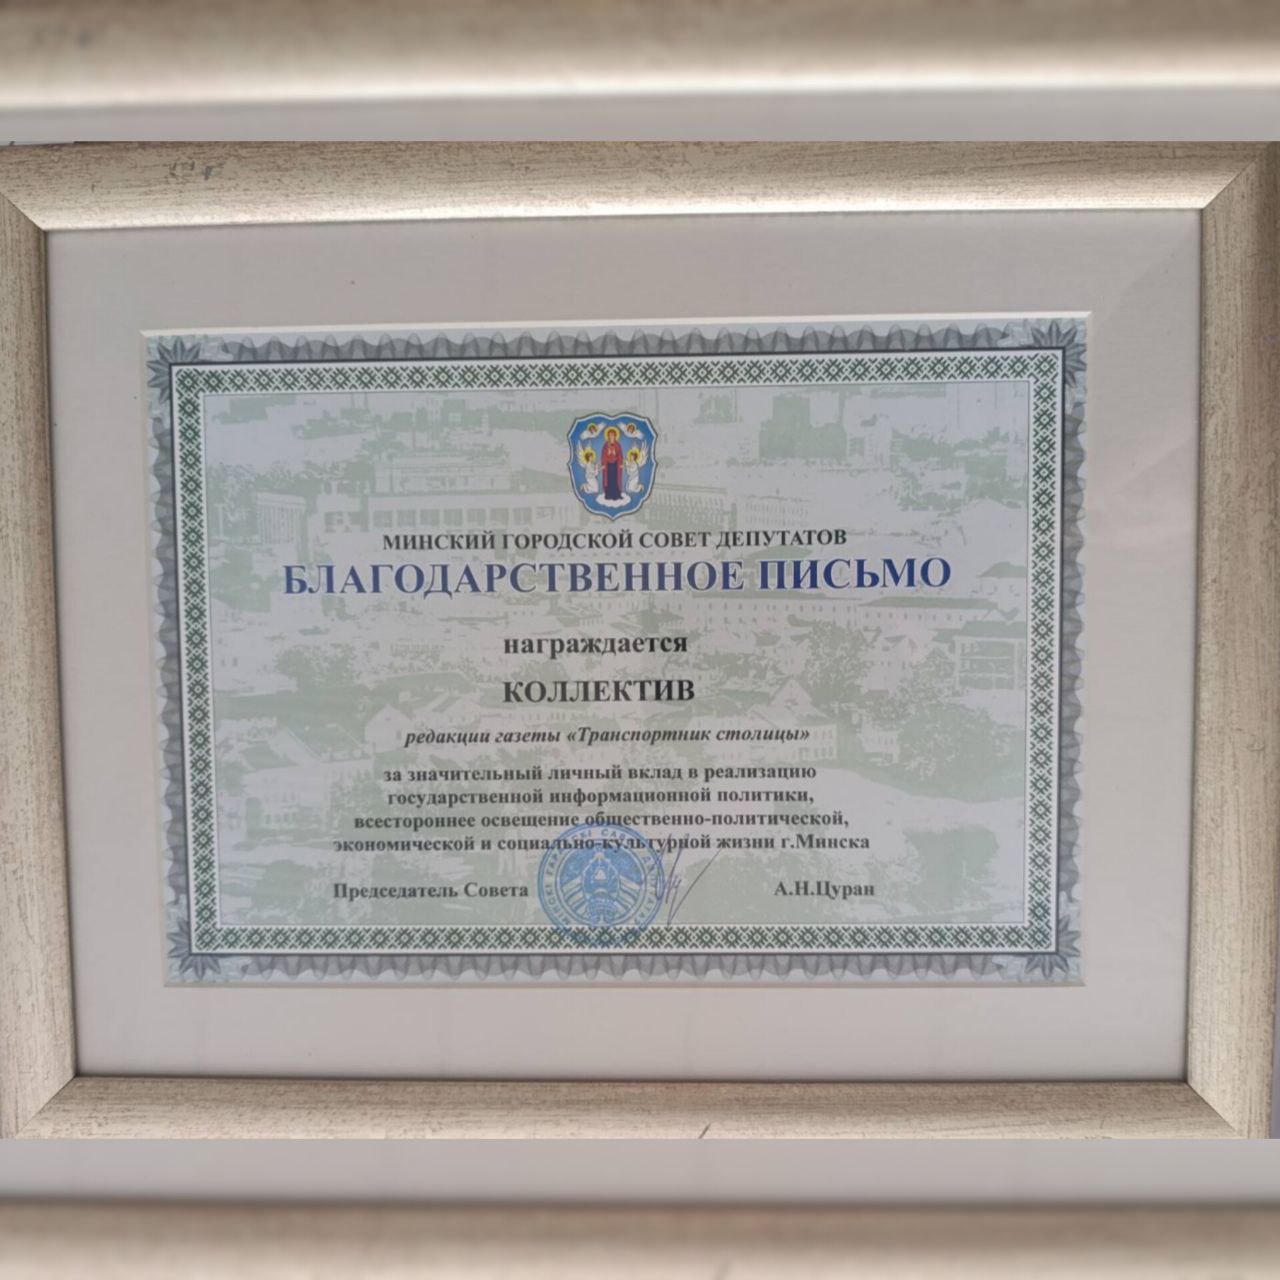 МИНСКИЙ ГОРОДСКОЙ СОВЕТ ДЕПУТАТОВ
БЛАГОДАРСТВЕННОЕ ПИСЬМО
награждается
КОЛЛЕКТИВ
редакции газеты «Транспортник столицы»
за значительный личный вклад в реализацию
государственной информационной политики,
всестороннее освещение общественно-политической,
экономической и социально-культурной жизни г.Минска
Председатель Совета
А.Н.Цуран